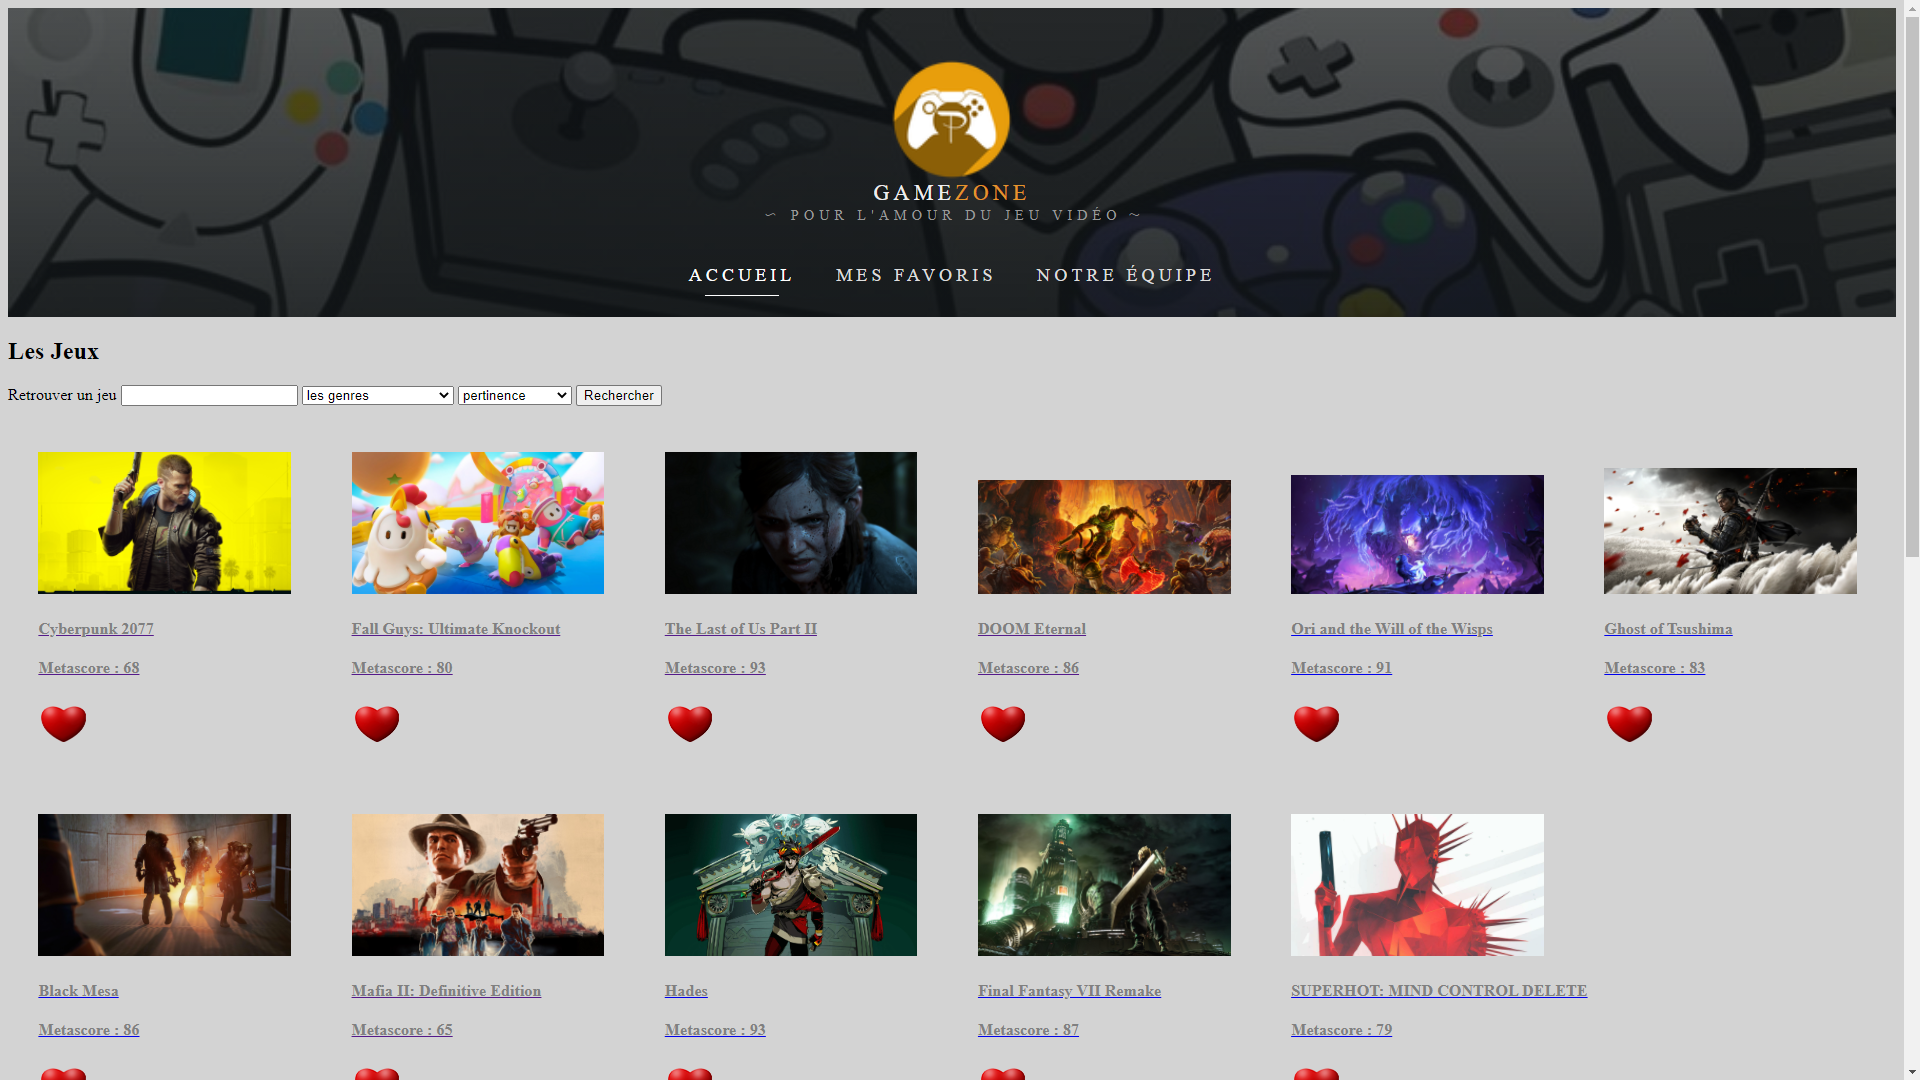 GAMEZONE
~ POUR L'AMOUR DU JEU VIDÉO ~
ACCUEIL MES FAVORIS NOTRE ÉQUIPE
Les Jeux
Retrouver un jeu les genres pertinence Rechercher
Cyberpunk 2077
Metascore : 68
Fall Guys: Ultimate Knockout
Metascore : 80
The Last of Us Part II
Metascore : 93
DOOM Eternal
Metascore : 86
Ori and the Will of the Wisps
Metascore : 91
Ghost of Tsushima
Metascore : 83
Black Mesa
Metascore : 86
Mafia II: Definitive Edition
Metascore : 65
Hades
Metascore : 93
Final Fantasy VII Remake
Metascore : 87
SUPERHOT: MIND CONTROL DELETE
Metascore : 79